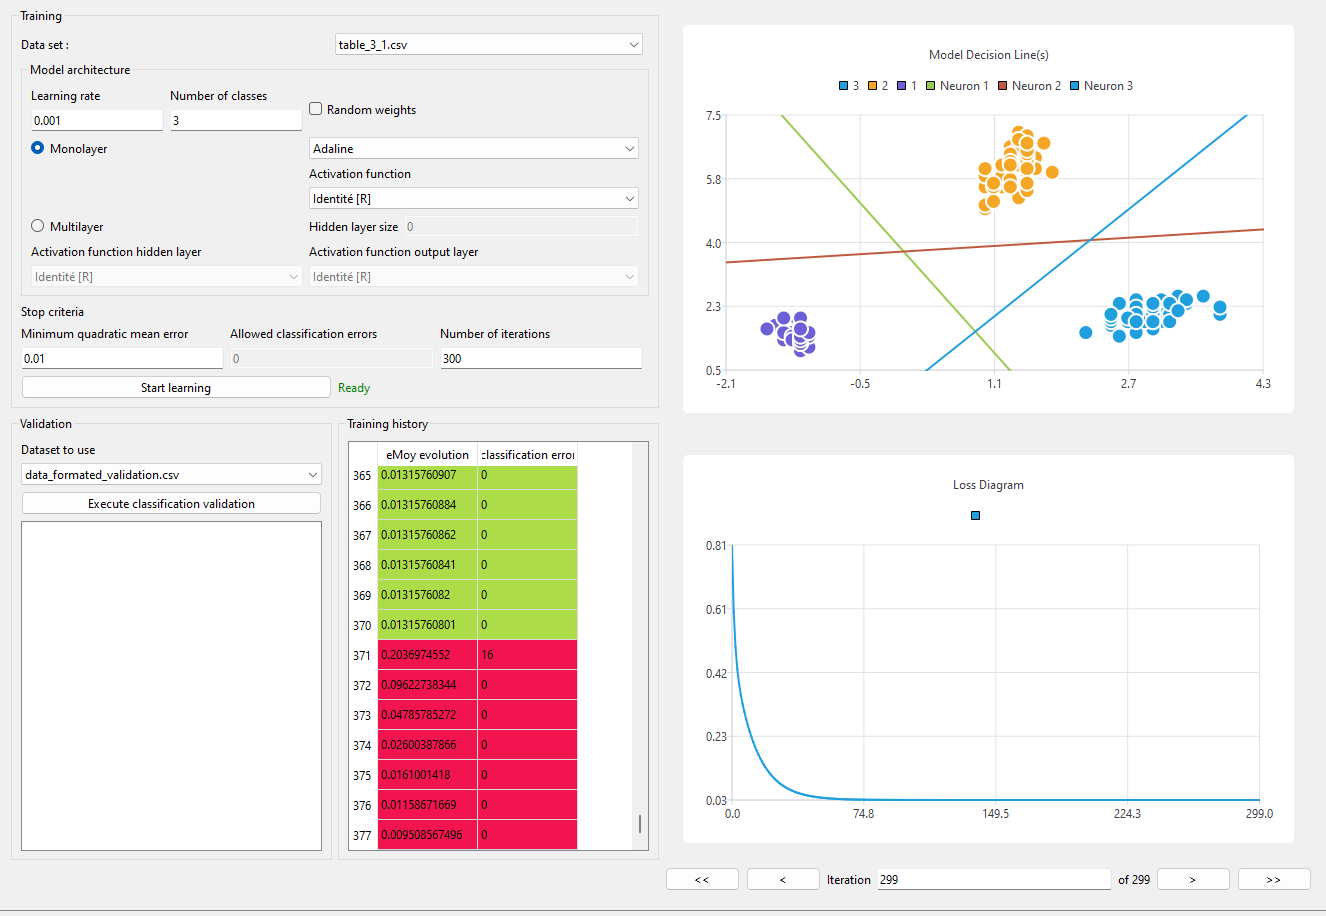 Training
Data set :
table_3_1.csv
Model architecture
Learning rate
Number of classes
0.001
3
Random weights
Monolayer
Adaline
Activation function
Identité [R]
Multilayer
Hidden layer size
0
Activation function hidden layer
Activation function output layer
Identité [R]
Identité [R]
Stop criteria
Minimum quadratic mean error
Allowed classification errors
Number of iterations
0.01
0
300
Start learning
Ready
Validation
Dataset to use
data_formated_validation.csv
Execute classification validation
Training history
eMoy evolution classification error
365 0.01315760907 0
366 0.01315760884 0
367 0.01315760862 0
368 0.01315760841 0
369 0.0131576082 0
370 0.01315760801 0
371 0.2036974552 16
372 0.09622738344 0
373 0.04785785272 0
374 0.02600387866 0
375 0.0161001418 0
376 0.01158671669 0
377 0.009508567496 0
Model Decision Line(s)
3 2 1 Neuron 1 Neuron 2 Neuron 3
7.5
5.8
4.0
2.3
0.5
-2.1 -0.5 1.1 2.7 4.3
Loss Diagram
0.81
0.61
0.42
0.23
0.03
0.0 74.8 149.5 224.3 299.0
<< < Iteration 299 of 299 > >>